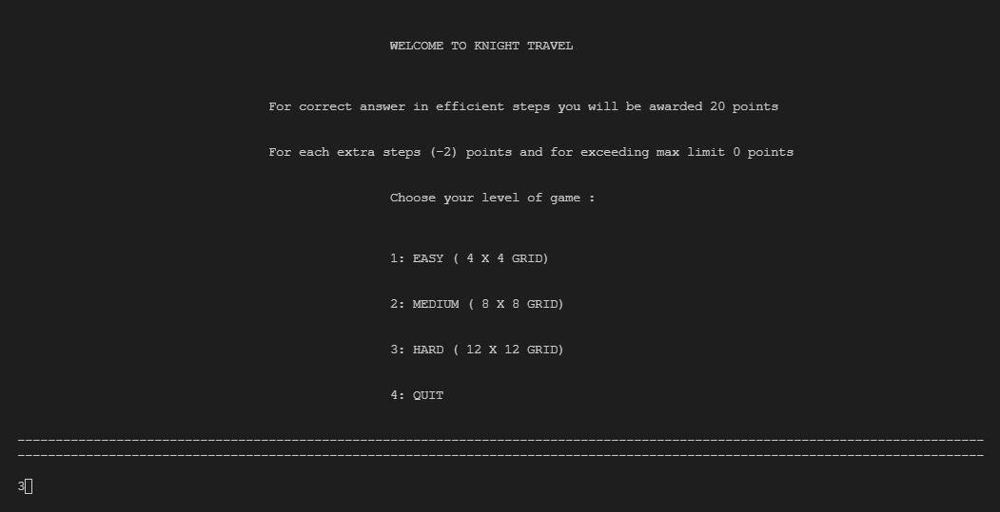 WELCOME TO KNIGHT TRAVEL
For correct answer in efficient steps you will be awarded 20 points
For each extra steps (-2) points and for exceeding max limit 0 points
Choose your level of game :
1: EASY ( 4 X 4 GRID)
2: MEDIUM ( 8 X 8 GRID)
3: HARD ( 12 X 12 GRID)
4: QUIT
-------------------------------------------------------------------------------------------------------------------------------
-------------------------------------------------------------------------------------------------------------------------------
3